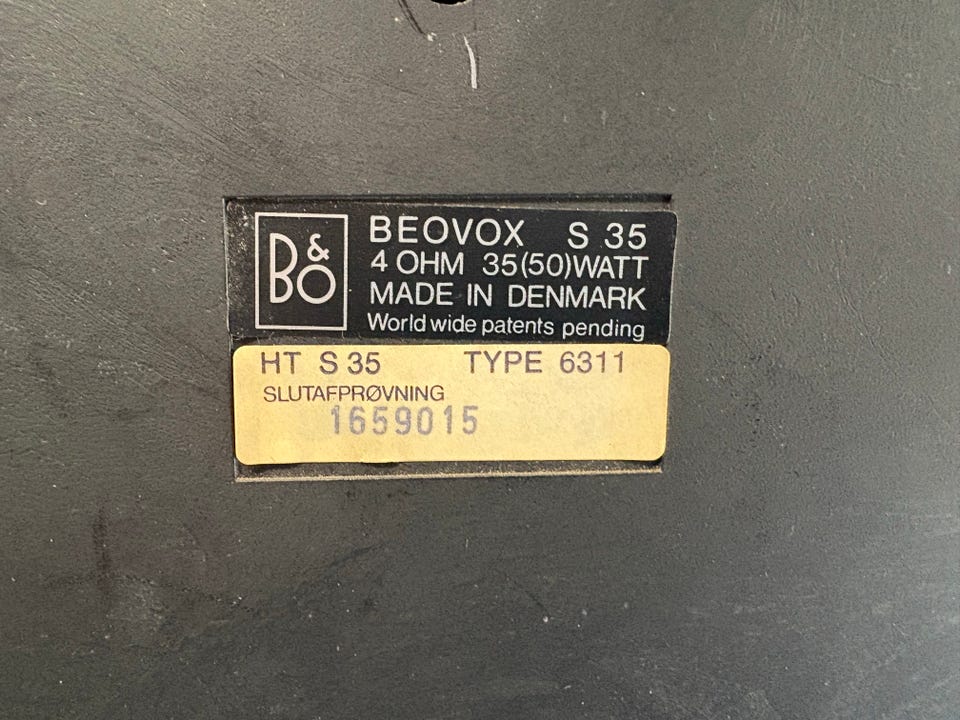 B&O
BEOVOX S 35
4 OHM 35(50)WATT
MADE IN DENMARK
World wide patents pending
HT S 35 TYPE 6311
SLUTAFPRØVNING
1659015